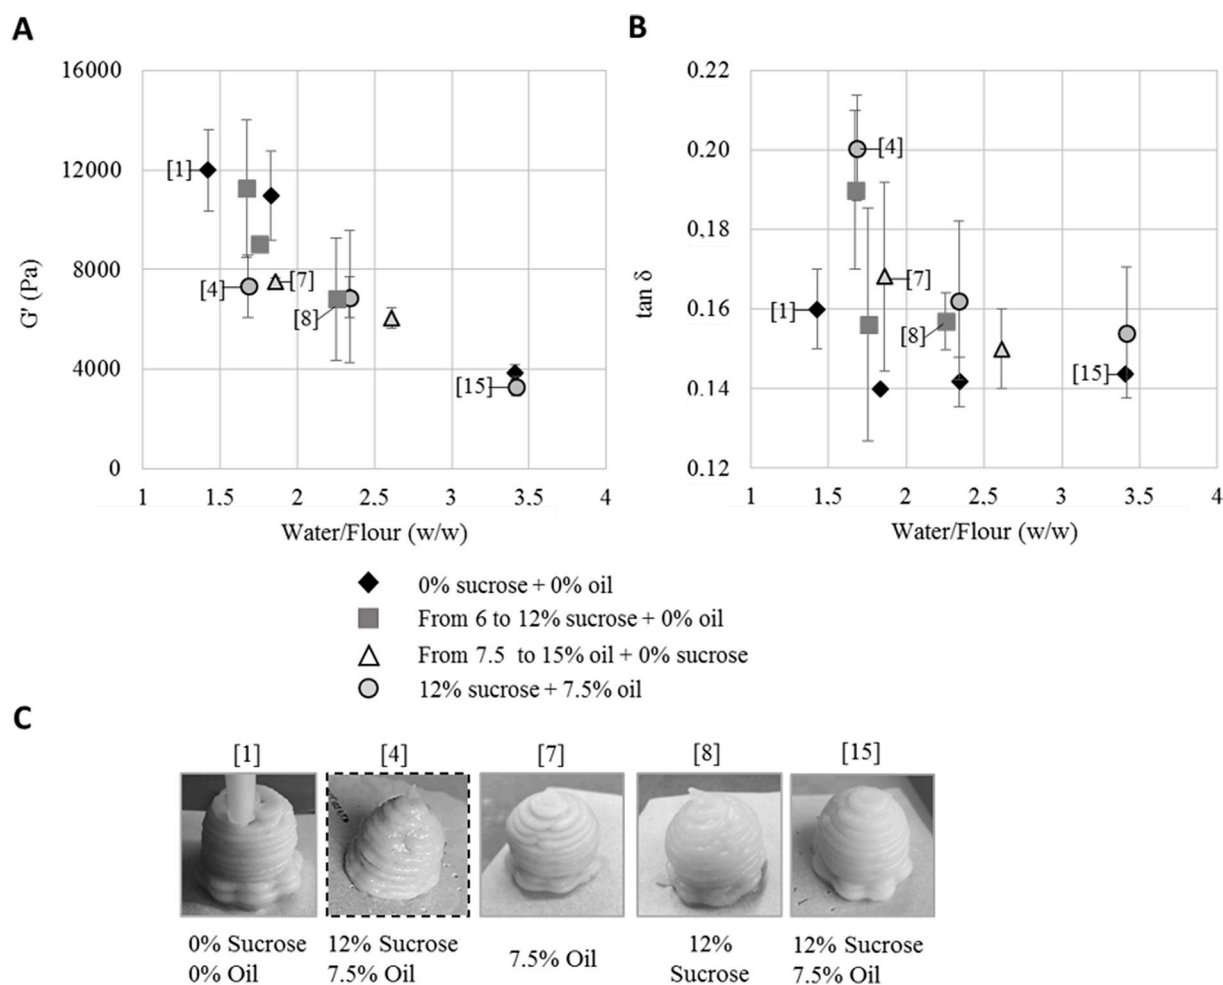 A
B
16000
12000
8000
4000
0
G' (Pa)
[1]
[4]
[7]
[8]
[15]
1
1,5
2
2,5
3
3,5
4
Water/Flour (w/w)
0.22
0.20
0.18
0.16
0.14
0.12
tan δ
[4]
[7]
[1]
[8]
[15]
1
1,5
2
2,5
3
3,5
4
Water/Flour (w/w)
0% sucrose + 0% oil
From 6 to 12% sucrose + 0% oil
From 7.5 to 15% oil + 0% sucrose
12% sucrose + 7.5% oil
C
[1] [4] [7] [8] [15]
0% Sucrose
0% Oil
12% Sucrose
7.5% Oil
7.5% Oil
12%
Sucrose
12% Sucrose
7.5% Oil